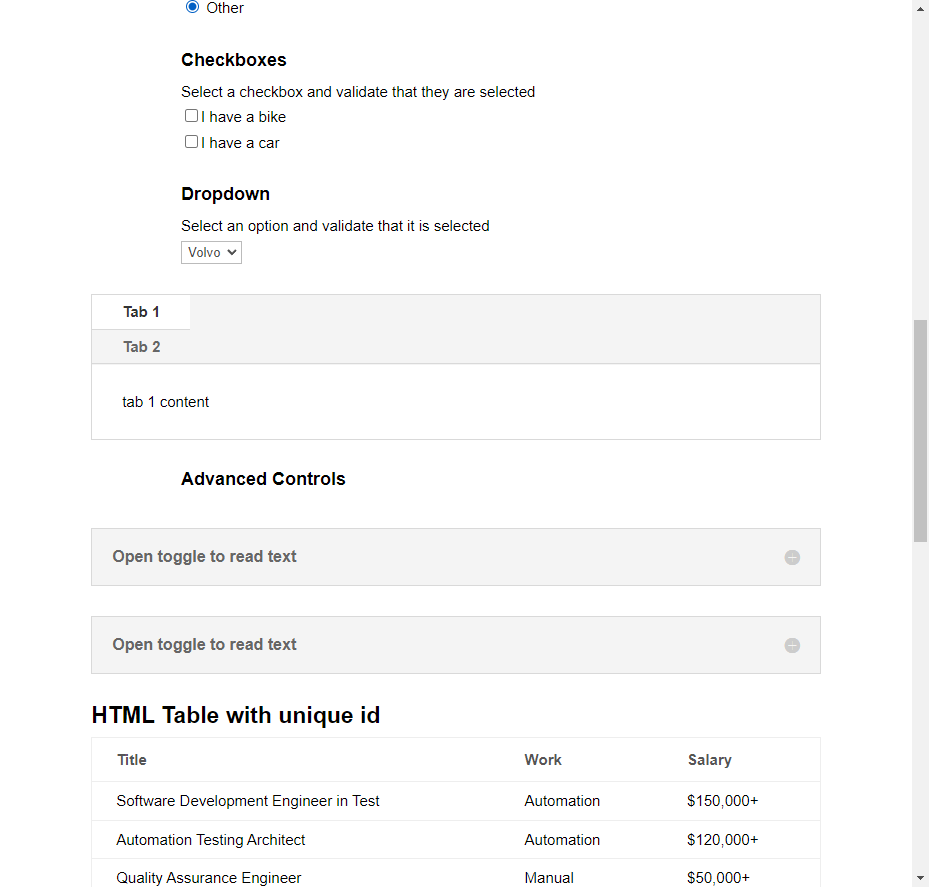 Other
Checkboxes
Select a checkbox and validate that they are selected
I have a bike
I have a car
Dropdown
Select an option and validate that it is selected
Volvo
Tab 1
Tab 2
tab 1 content
Advanced Controls
Open toggle to read text
Open toggle to read text
HTML Table with unique id
Title Work Salary
Software Development Engineer in Test Automation $150,000+
Automation Testing Architect Automation $120,000+
Quality Assurance Engineer Manual $50,000+